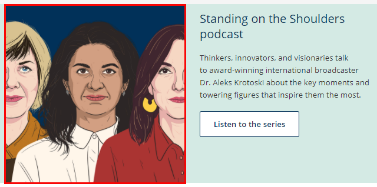 Standing on the Shoulders
podcast
Thinkers, innovators, and visionaries talk
to award-winning international broadcaster
Dr. Aleks Krotoski about the key moments and
towering figures that inspire them the most.
Listen to the series